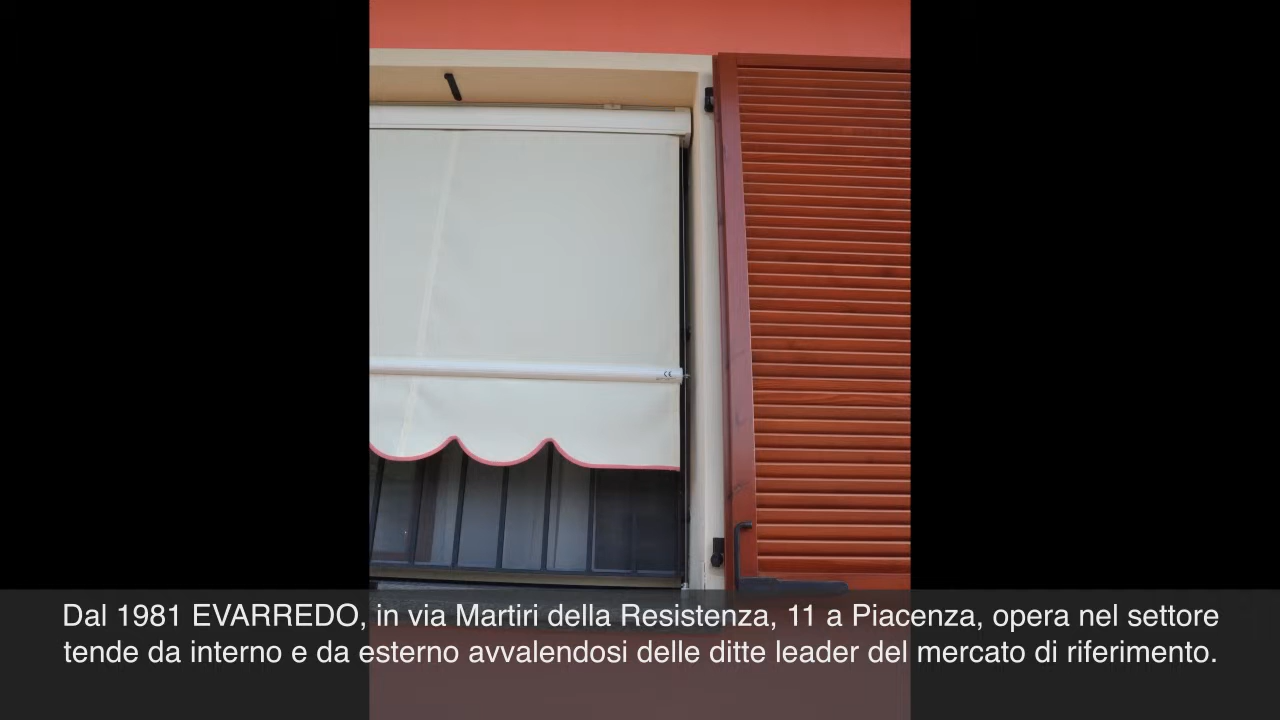 CE
Dal 1981 EVARREDO, in via Martiri della Resistenza, 11 a Piacenza, opera nel settore
tende da interno e da esterno avvalendosi delle ditte leader del mercato di riferimento.